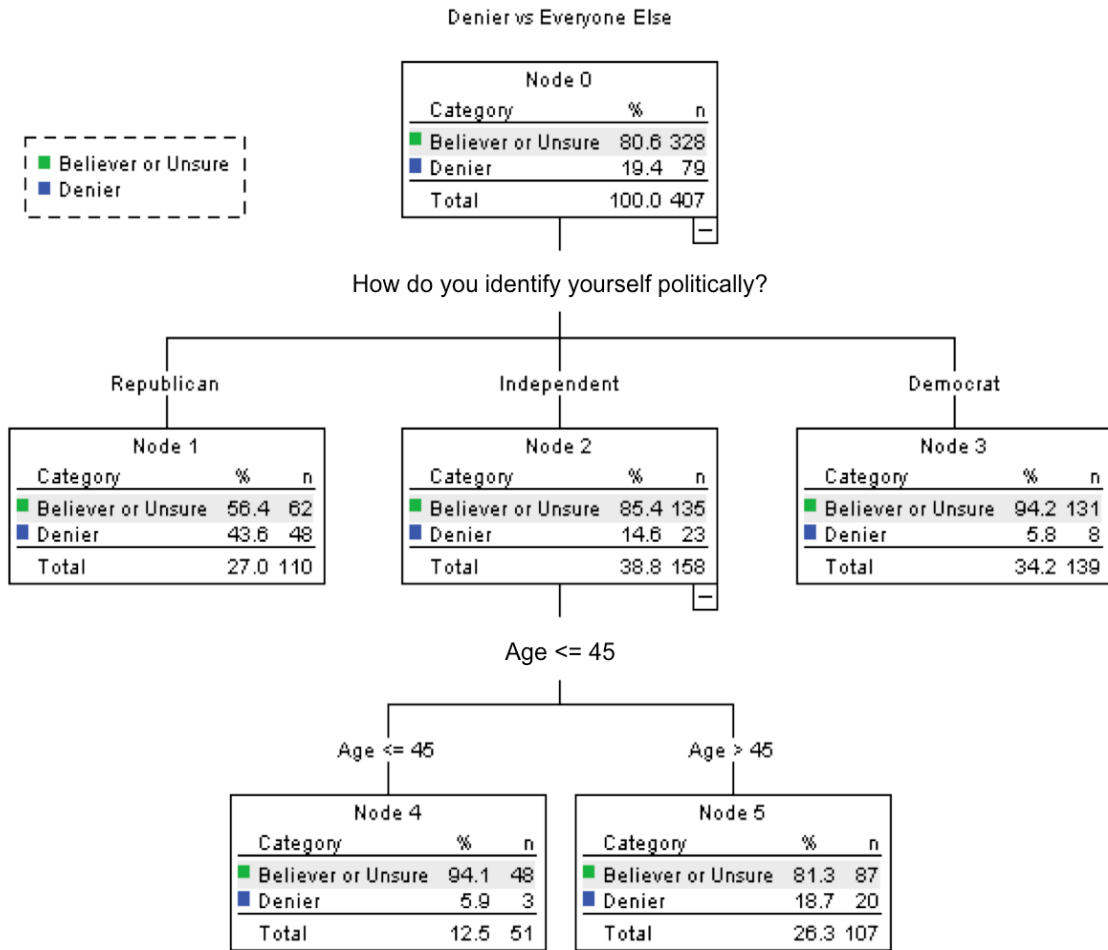 Denier vs Everyone Else
Node 0
Category % n
Believer or Unsure 80.6 328
Denier 19.4 79
Total 100.0 407
Believer or Unsure
Denier
How do you identify yourself politically?
Republican
Independent
Democrat
Node 1
Category % n
Believer or Unsure 56.4 62
Denier 43.6 48
Total 27.0 110
Node 2
Category % n
Believer or Unsure 85.4 135
Denier 14.6 23
Total 38.8 158
Node 3
Category % n
Believer or Unsure 94.2 131
Denier 5.8 8
Total 34.2 139
Age <= 45
Age <= 45
Age > 45
Node 4
Category % n
Believer or Unsure 94.1 48
Denier 5.9 3
Total 12.5 51
Node 5
Category % n
Believer or Unsure 81.3 87
Denier 18.7 20
Total 26.3 107